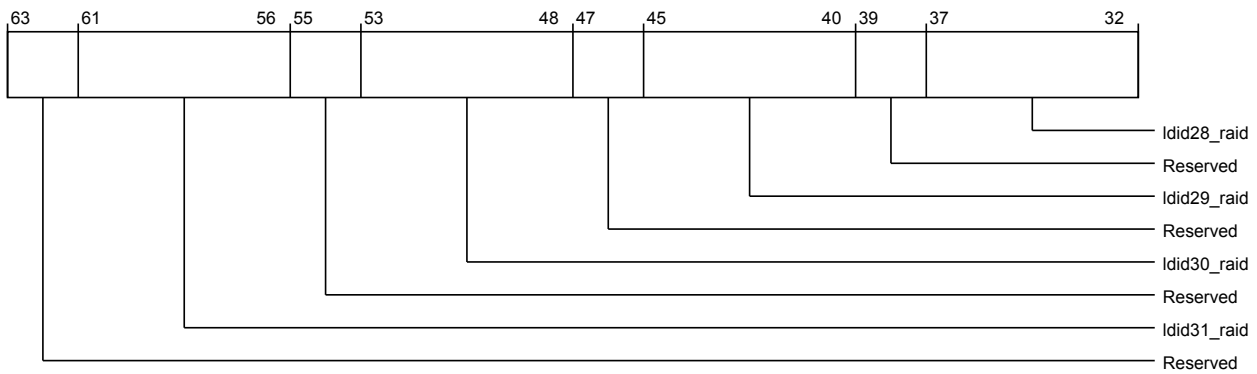 63 61 56 55 53 48 47 45 40 39 37 32
ldid28_raid
Reserved
ldid29_raid
Reserved
ldid30_raid
Reserved
ldid31_raid
Reserved